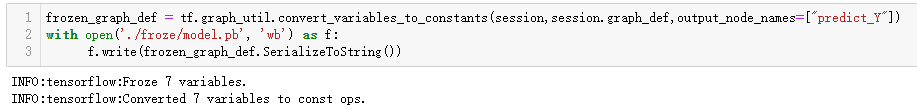 1 frozen_graph_def = tf.graph_util.convert_variables_to_constants(session,session.graph_def,output_node_names=["predict_Y"])
2 with open('./froze/model.pb', 'wb') as f:
3     f.write(frozen_graph_def.SerializeToString())
INFO:tensorflow:Froze 7 variables.
INFO:tensorflow:Converted 7 variables to const ops.